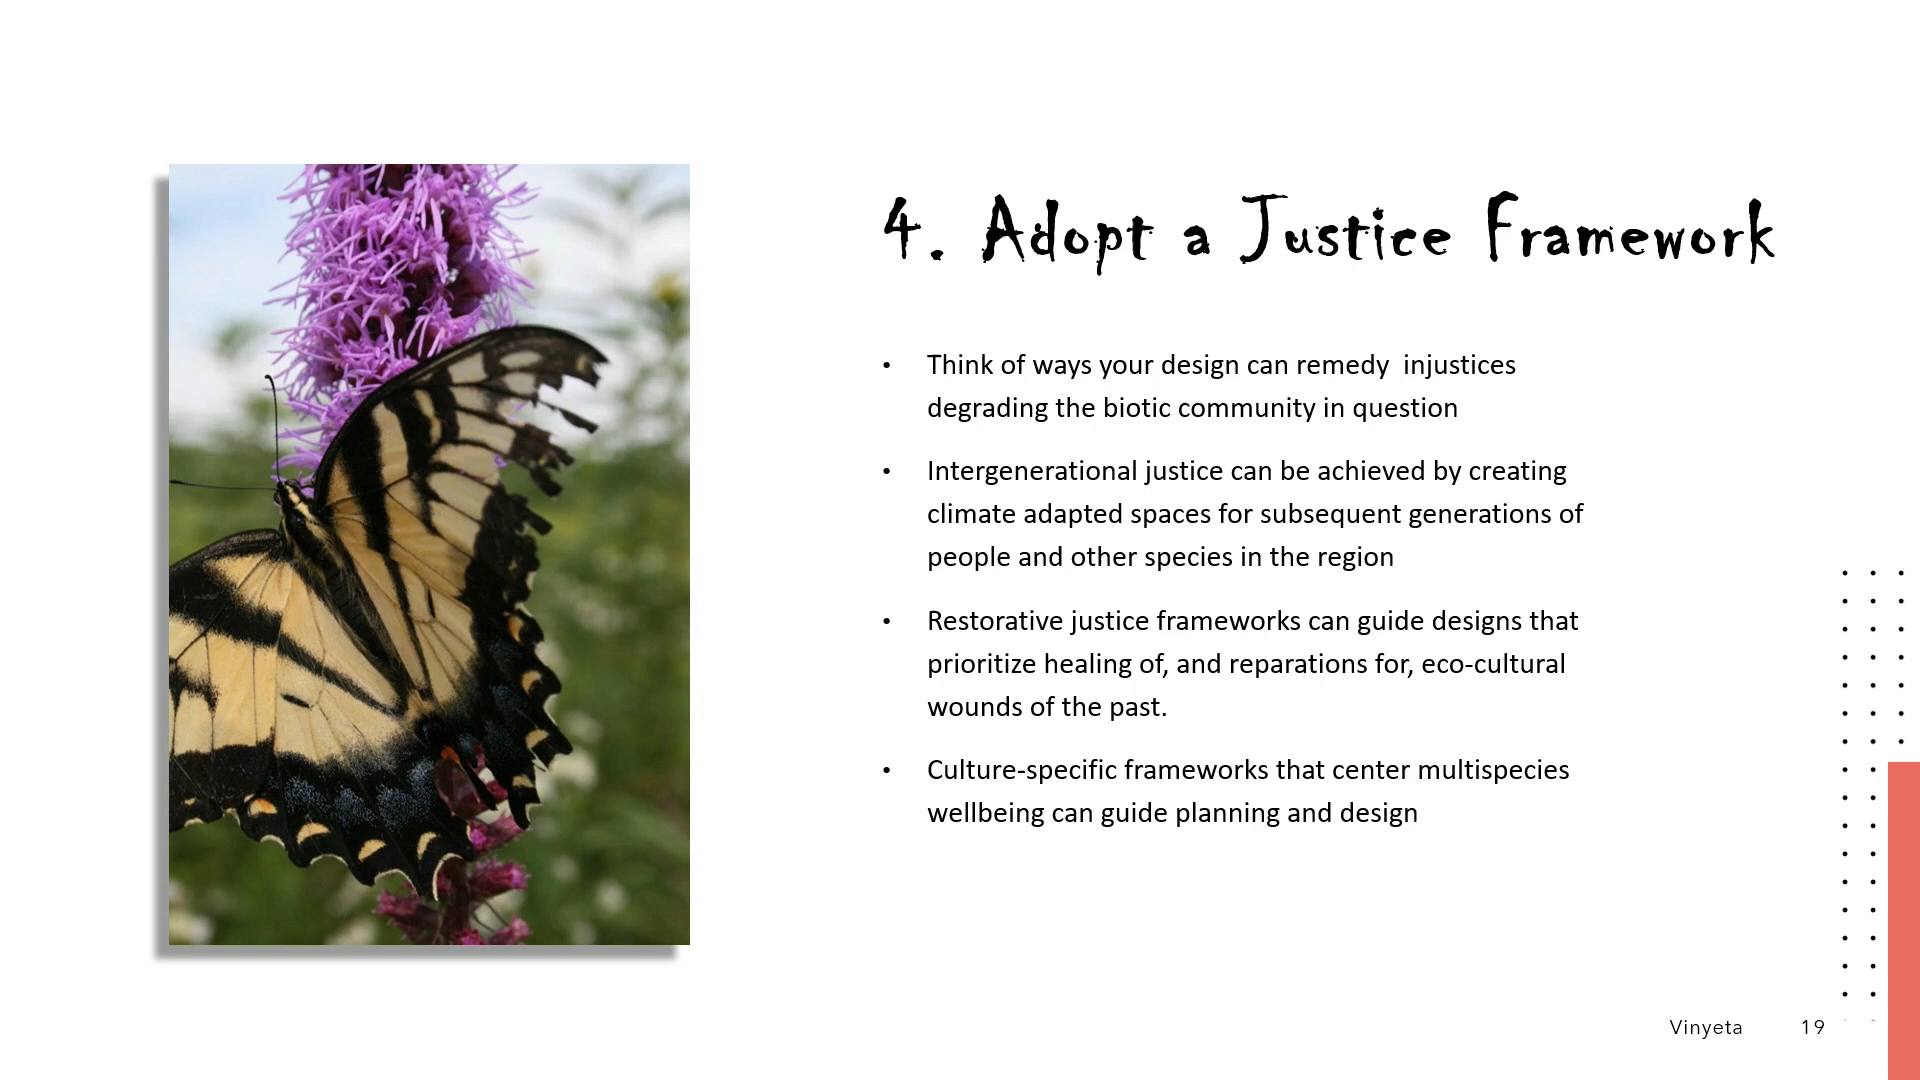 4. Adopt a Justice Framework
• Think of ways your design can remedy  injustices
degrading the biotic community in question
• Intergenerational justice can be achieved by creating
climate adapted spaces for subsequent generations of
people and other species in the region
• Restorative justice frameworks can guide designs that
prioritize healing of, and reparations for, eco-cultural
wounds of the past.
• Culture-specific frameworks that center multispecies
wellbeing can guide planning and design
Vinyeta 19